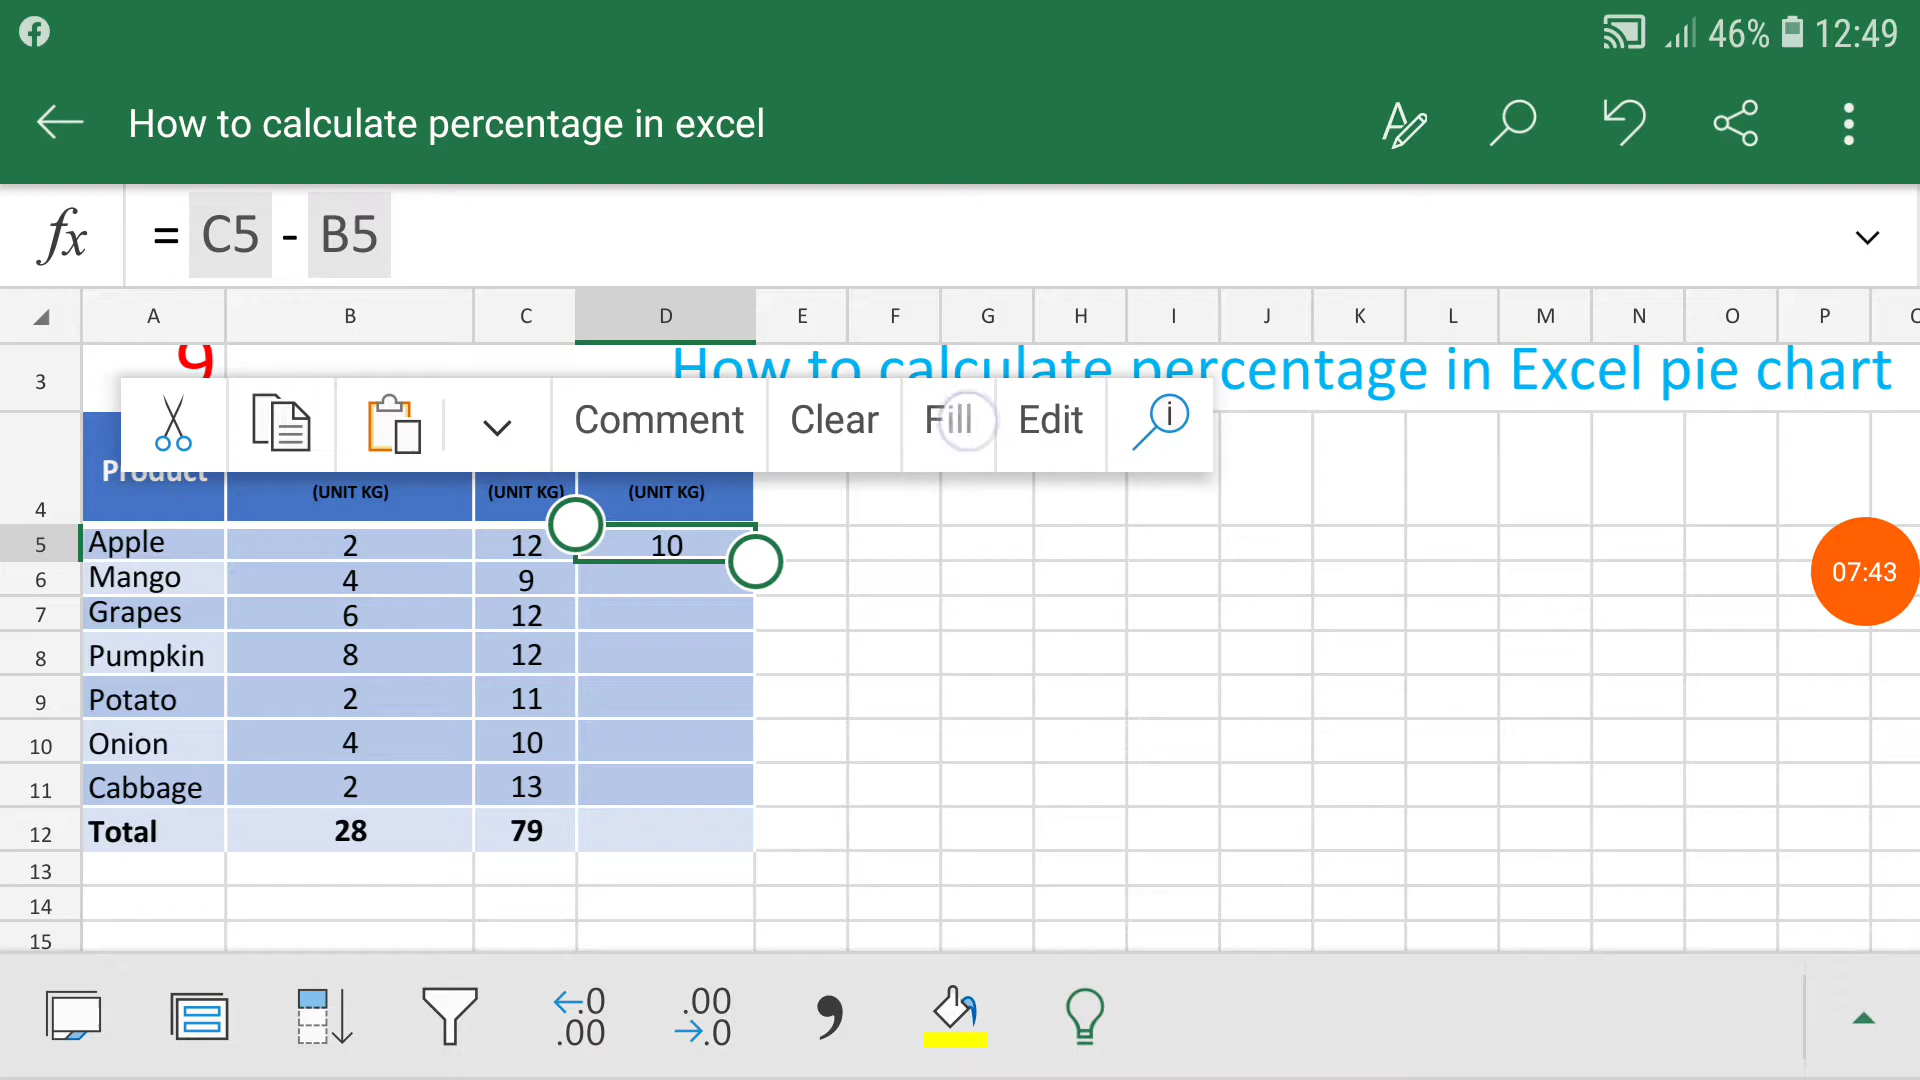 46% 12:49
How to calculate percentage in excel
fx = C5 - B5
A B C D E F G H I J K L M N O P
3 9 How to calculate percentage in Excel pie chart
Comment Clear Fill Edit
4 Product (UNIT KG) (UNIT KG) (UNIT KG)
5 Apple 2 12 10
6 Mango 4 9
7 Grapes 6 12
07:43
8 Pumpkin 8 12
9 Potato 2 11
10 Onion 4 10
11 Cabbage 2 13
12 Total 28 79
13
14
15
.0 .00 .00 .0